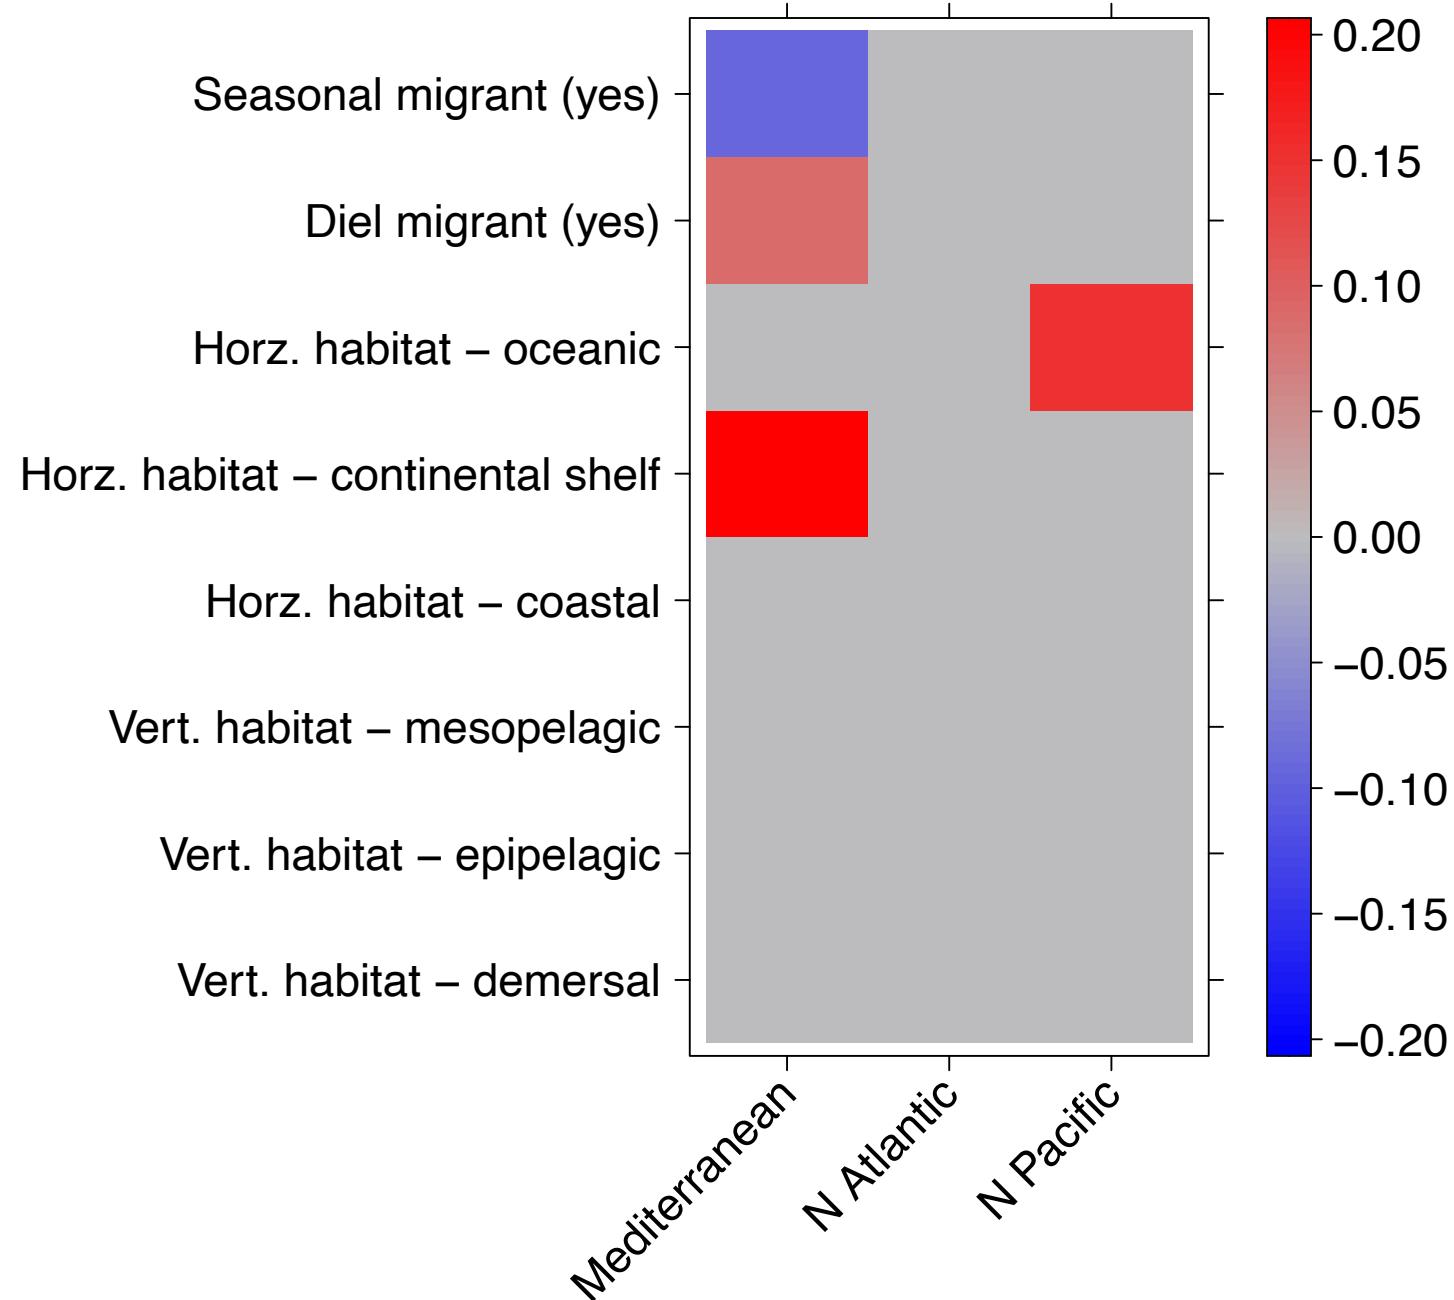 Seasonal migrant (yes)
Diel migrant (yes)
Horz. habitat – oceanic
Horz. habitat – continental shelf
Horz. habitat – coastal
Vert. habitat – mesopelagic
Vert. habitat – epipelagic
Vert. habitat – demersal
Mediterranean
N Atlantic
N Pacific
0.20
0.15
0.10
0.05
0.00
−0.05
−0.10
−0.15
−0.20